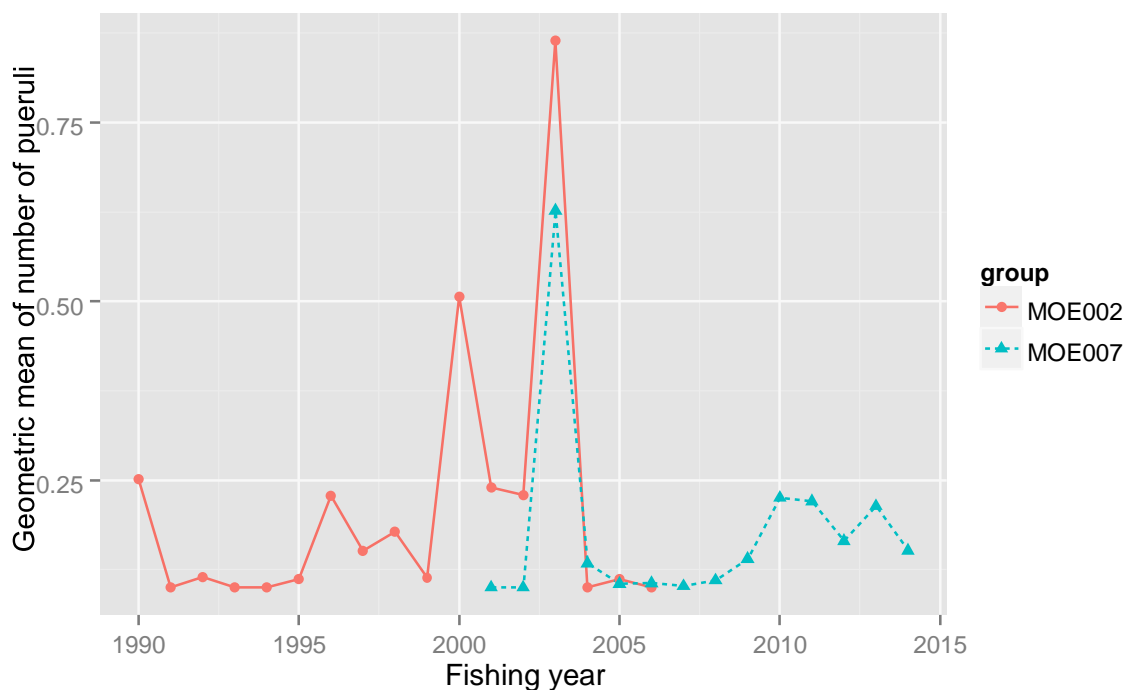 Geometric mean of number of pueruli
0.75
0.50
0.25
1990 1995 2000 2005 2010 2015
Fishing year
group
MOE002
MOE007